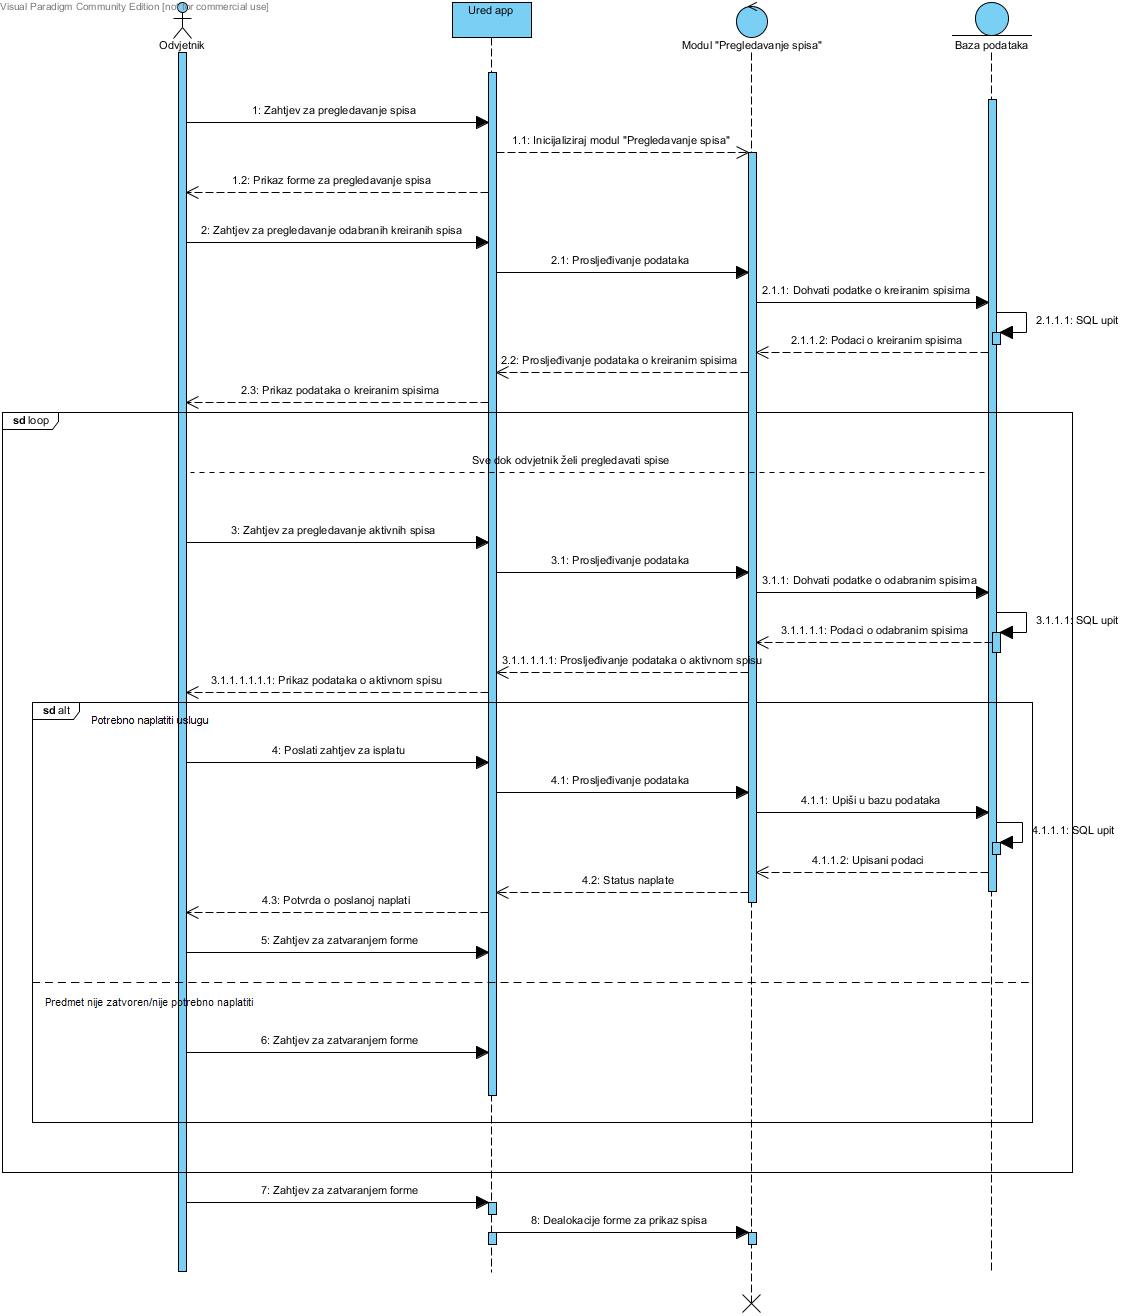 Visual Paradigm Community Edition [not for commercial use]
Odvjetnik
Ured app
Modul "Pregledavanje spisa"
Baza podataka
1: Zahtjev za pregledavanje spisa
1.1: Inicijaliziraj modul "Pregledavanje spisa"
1.2: Prikaz forme za pregledavanje spisa
2: Zahtjev za pregledavanje odabranih kreiranih spisa
2.1: Prosljeđivanje podataka
2.1.1: Dohvati podatke o kreiranim spisima
2.1.1.1: SQL upit
2.1.1.2: Podaci o kreiranim spisima
2.2: Prosljeđivanje podataka o kreiranim spisima
2.3: Prikaz podataka o kreiranim spisima
sd loop
Sve dok odvjetnik želi pregledavati spise
3: Zahtjev za pregledavanje aktivnih spisa
3.1: Prosljeđivanje podataka
3.1.1: Dohvati podatke o odabranim spisima
3.1.1.1: SQL upit
3.1.1.1.1: Podaci o odabranim spisima
3.1.1.1.1.1: Prosljeđivanje podataka o aktivnom spisu
3.1.1.1.1.1.1: Prikaz podataka o aktivnom spisu
sd alt
Potrebno naplatiti uslugu
4: Poslati zahtjev za isplatu
4.1: Prosljeđivanje podataka
4.1.1: Upiši u bazu podataka
4.1.1.1: SQL upit
4.1.1.2: Upisani podaci
4.2: Status naplate
4.3: Potvrda o poslanoj naplati
5: Zahtjev za zatvaranjem forme
Predmet nije zatvoren/nije potrebno naplatiti
6: Zahtjev za zatvaranjem forme
7: Zahtjev za zatvaranjem forme
8: Dealokacije forme za prikaz spisa